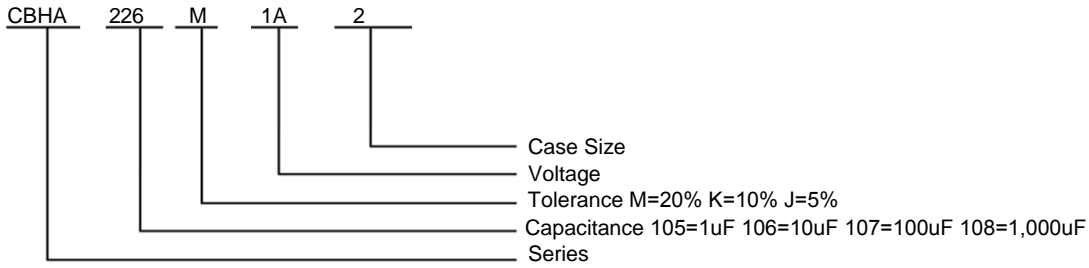 CBHA 226 M 1A 2
Case Size
Voltage
Tolerance M=20% K=10% J=5%
Capacitance 105=1uF 106=10uF 107=100uF 108=1,000uF
Series